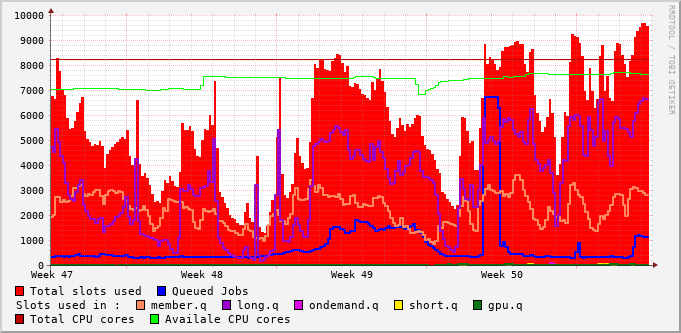 10000
9000
8000
7000
6000
5000
4000
3000
2000
1000
0
Week 47 Week 48 Week 49 Week 50
RRDTOOL / TOBI OETIKER
Total slots used Queued Jobs
Slots used in : member.q long.q ondemand.q short.q gpu.q
Total CPU cores Availale CPU cores